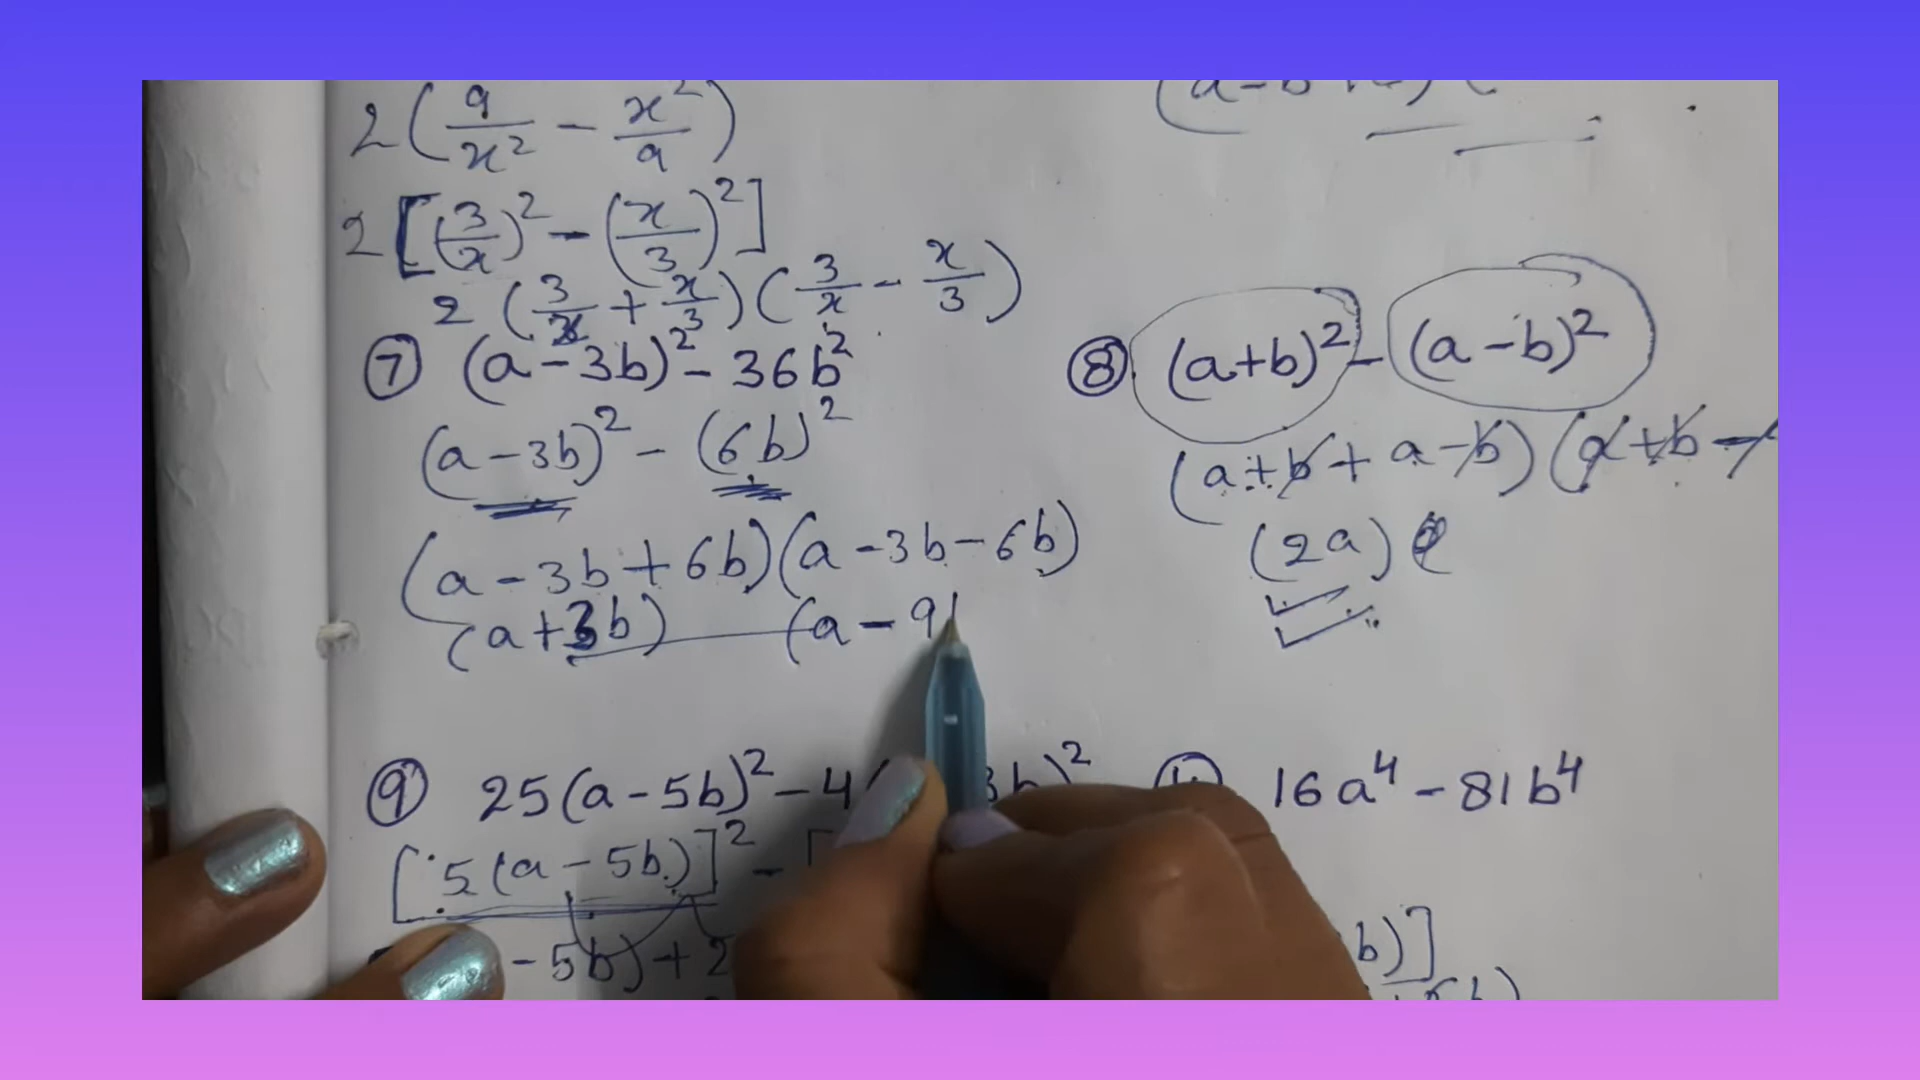 2(9/x² - x²/9)
2[(3/x)² - (x/3)²]
2(3/x + x/3)(3/x - x/3)
⑦ (a-3b)² - 36b²
(a-3b)² - (6b)²
(a-3b+6b)(a-3b-6b)
(a+3b) (a-9
⑧ (a+b)² - (a-b)²
(a+b+a-b)(a+b-
(2a)
⑨ 25(a-5b)² - 4
[5(a-5b)]² - [
-5b)+2
16a⁴ - 81b⁴
b)]